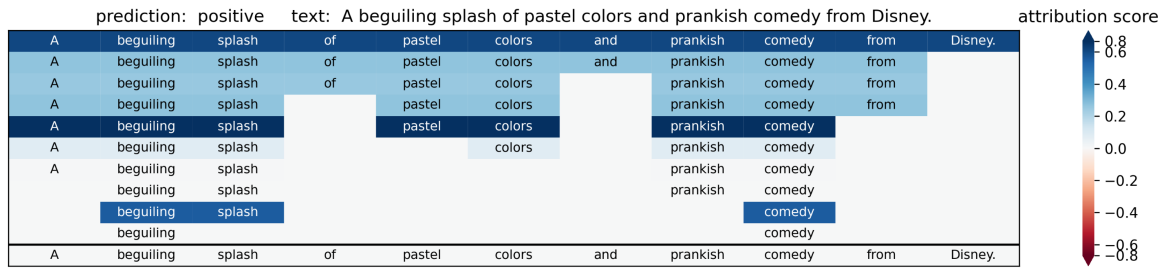 prediction: positive text: A beguiling splash of pastel colors and prankish comedy from Disney. attribution score
A beguiling splash of pastel colors and prankish comedy from Disney.
A beguiling splash of pastel colors and prankish comedy from
A beguiling splash of pastel colors prankish comedy from
A beguiling splash pastel colors prankish comedy from
A beguiling splash pastel colors prankish comedy
A beguiling splash colors prankish comedy
A beguiling splash prankish comedy
beguiling splash prankish comedy
beguiling splash comedy
beguiling comedy
A beguiling splash of pastel colors and prankish comedy from Disney.
0.8
0.6
0.4
0.2
0.0
−0.2
−0.4
−0.6
−0.8